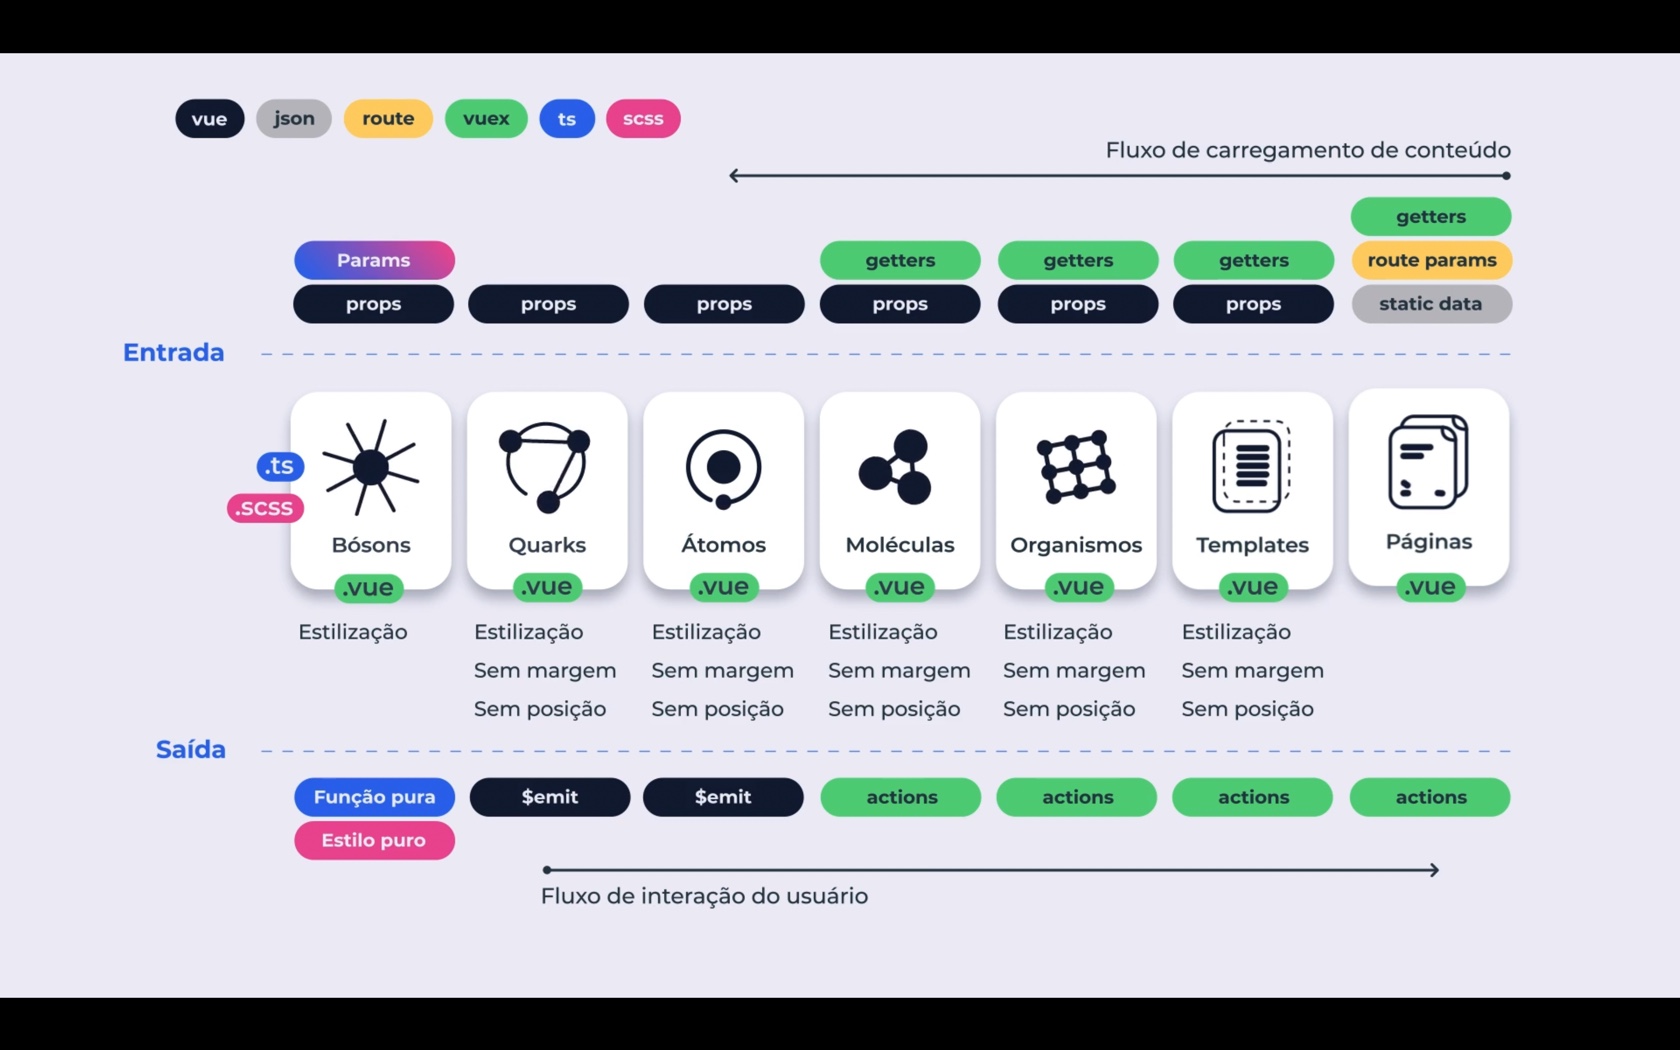 vue json route vuex ts scss
Fluxo de carregamento de conteúdo
getters
Params getters getters getters route params
props props props props props props static data
Entrada
.ts
.SCSS
Bósons Quarks Átomos Moléculas Organismos Templates Páginas
.vue .vue .vue .vue .vue .vue .vue
Estilização Estilização Estilização Estilização Estilização Estilização
Sem margem Sem margem Sem margem Sem margem Sem margem
Sem posição Sem posição Sem posição Sem posição Sem posição
Saída
Função pura $emit $emit actions actions actions actions
Estilo puro
Fluxo de interação do usuário